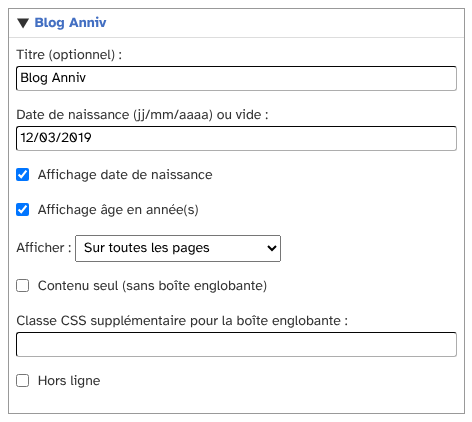 Blog Anniv
Titre (optionnel) :
Blog Anniv
Date de naissance (jj/mm/aaaa) ou vide :
12/03/2019
Affichage date de naissance
Affichage âge en année(s)
Afficher : Sur toutes les pages
Contenu seul (sans boîte englobante)
Classe CSS supplémentaire pour la boîte englobante :
Hors ligne